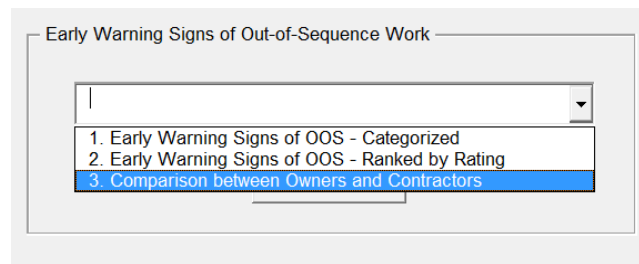 Early Warning Signs of Out-of-Sequence Work
1. Early Warning Signs of OOS - Categorized
2. Early Warning Signs of OOS - Ranked by Rating
3. Comparison between Owners and Contractors